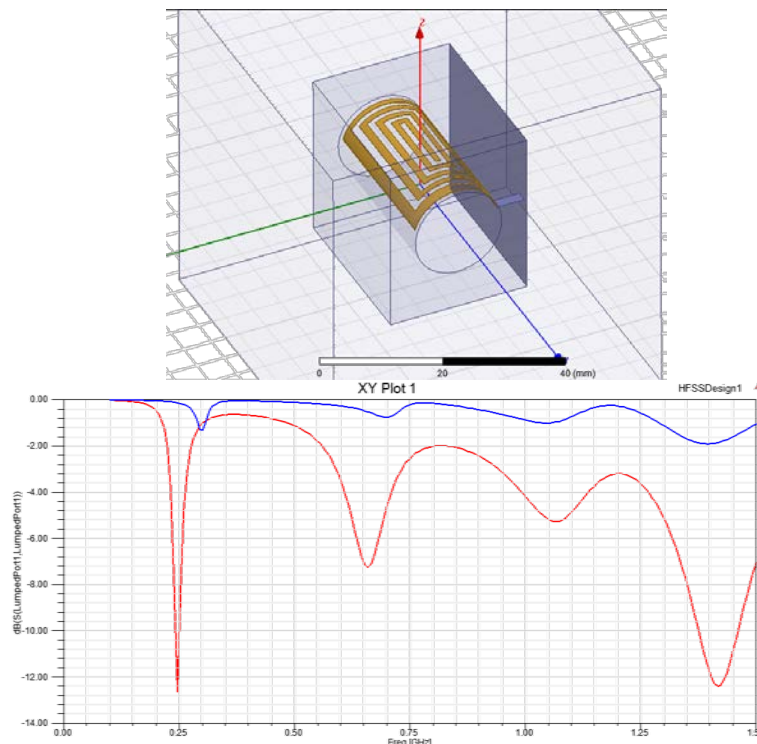 z
0 20 40 (mm)
XY Plot 1
HFSSDesign1
0.00
-2.00
-4.00
-6.00
-8.00
-10.00
-12.00
-14.00
dB(S(LumpedPort1,LumpedPort1))
0.00 0.25 0.50 0.75 1.00 1.25
Freq [GHz]